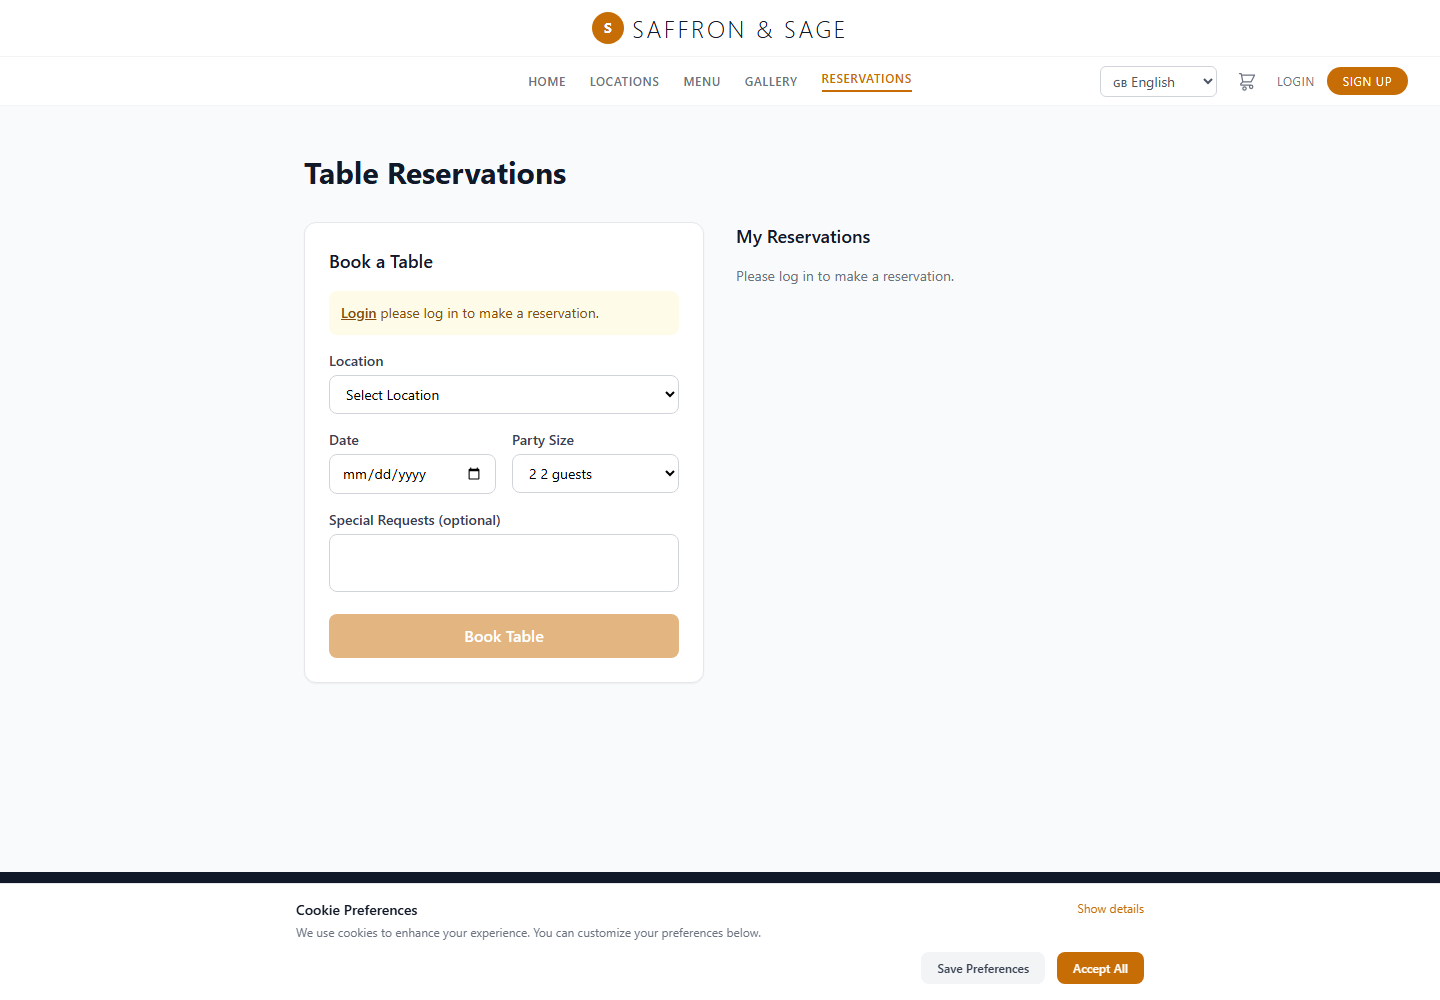 S SAFFRON & SAGE
HOME LOCATIONS MENU GALLERY RESERVATIONS GB English LOGIN SIGN UP
Table Reservations
Book a Table
Login please log in to make a reservation.
Location
Select Location
Date Party Size
mm/dd/yyyy 2 2 guests
Special Requests (optional)
Book Table
My Reservations
Please log in to make a reservation.
Cookie Preferences Show details
We use cookies to enhance your experience. You can customize your preferences below.
Save Preferences Accept All